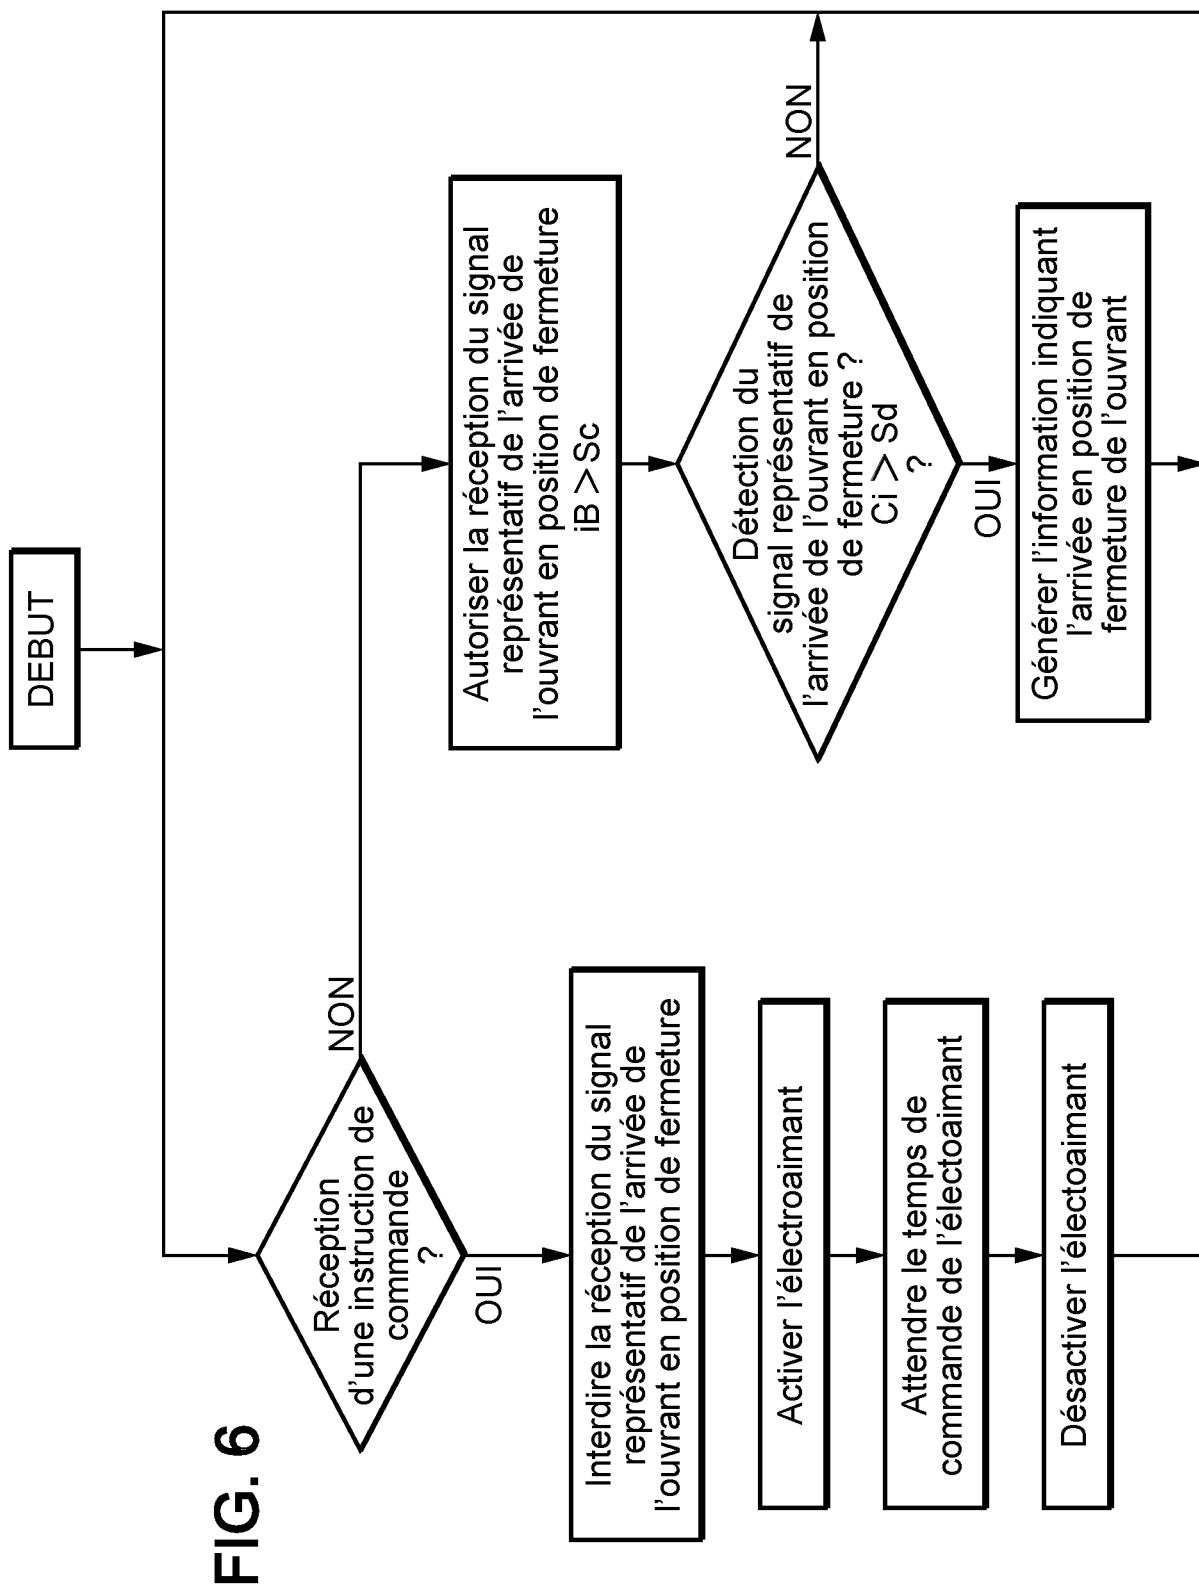 FIG. 6
DEBUT
Réception
d'une instruction de
commande
?
NON
OUI
Interdire la réception du signal
représentatif de l'arrivée de
l'ouvrant en position de fermeture
Activer l'électroaimant
Attendre le temps de
commande de l'électoaimant
Désactiver l'électoaimant
Autoriser la réception du signal
représentatif de l'arrivée de
l'ouvrant en position de fermeture
iB > Sc
Détection du
signal représentatif de
l'arrivée de l'ouvrant en position
de fermeture ?
Ci > Sd
?
NON
OUI
Générer l'information indiquant
l'arrivée en position de
fermeture de l'ouvrant